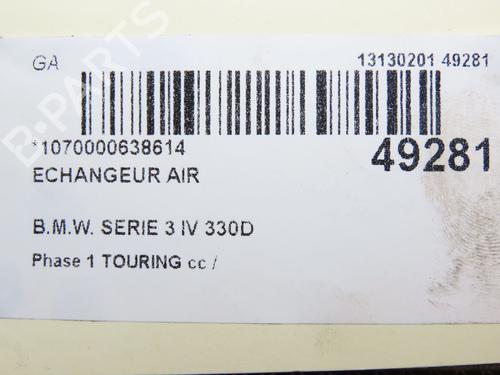 GA 13130201 49281
*1070000638614
49281
ECHANGEUR AIR
B.M.W. SERIE 3 IV 330D
Phase 1 TOURING cc /
B-PARTS